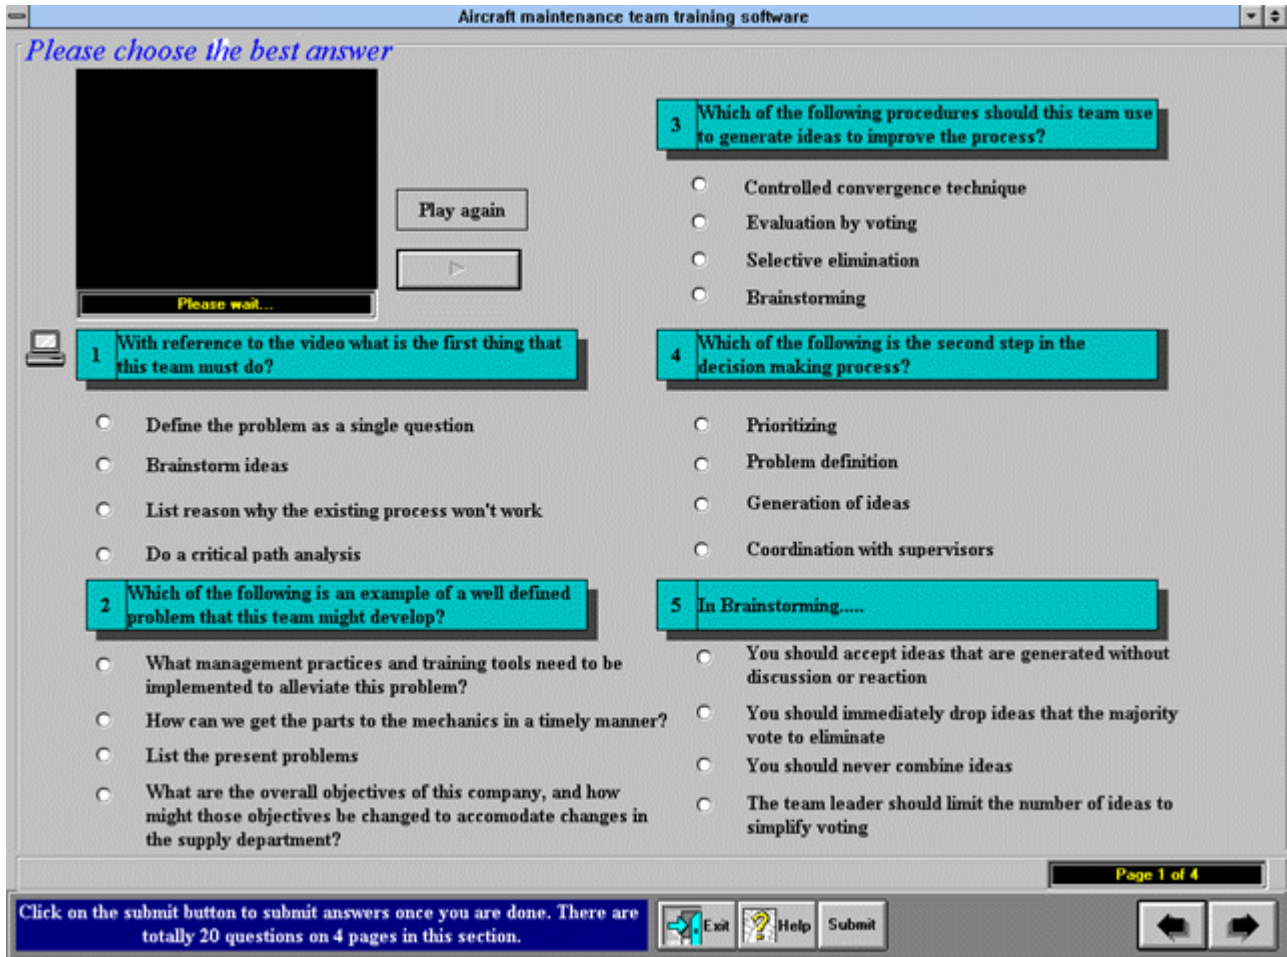 Aircraft maintenance team training software
Please choose the best answer
Play again
Please wait...
1 With reference to the video what is the first thing that
this team must do?
Define the problem as a single question
Brainstorm ideas
List reason why the existing process won't work
Do a critical path analysis
2 Which of the following is an example of a well defined
problem that this team might develop?
What management practices and training tools need to be
implemented to alleviate this problem?
How can we get the parts to the mechanics in a timely manner?
List the present problems
What are the overall objectives of this company, and how
might those objectives be changed to accomodate changes in
the supply department?
3 Which of the following procedures should this team use
to generate ideas to improve the process?
Controlled convergence technique
Evaluation by voting
Selective elimination
Brainstorming
4 Which of the following is the second step in the
decision making process?
Prioritizing
Problem definition
Generation of ideas
Coordination with supervisors
5 In Brainstorming.....
You should accept ideas that are generated without
discussion or reaction
You should immediately drop ideas that the majority
vote to eliminate
You should never combine ideas
The team leader should limit the number of ideas to
simplify voting
Page 1 of 4
Click on the submit button to submit answers once you are done. There are
totally 20 questions on 4 pages in this section.
Exit
Help
Submit